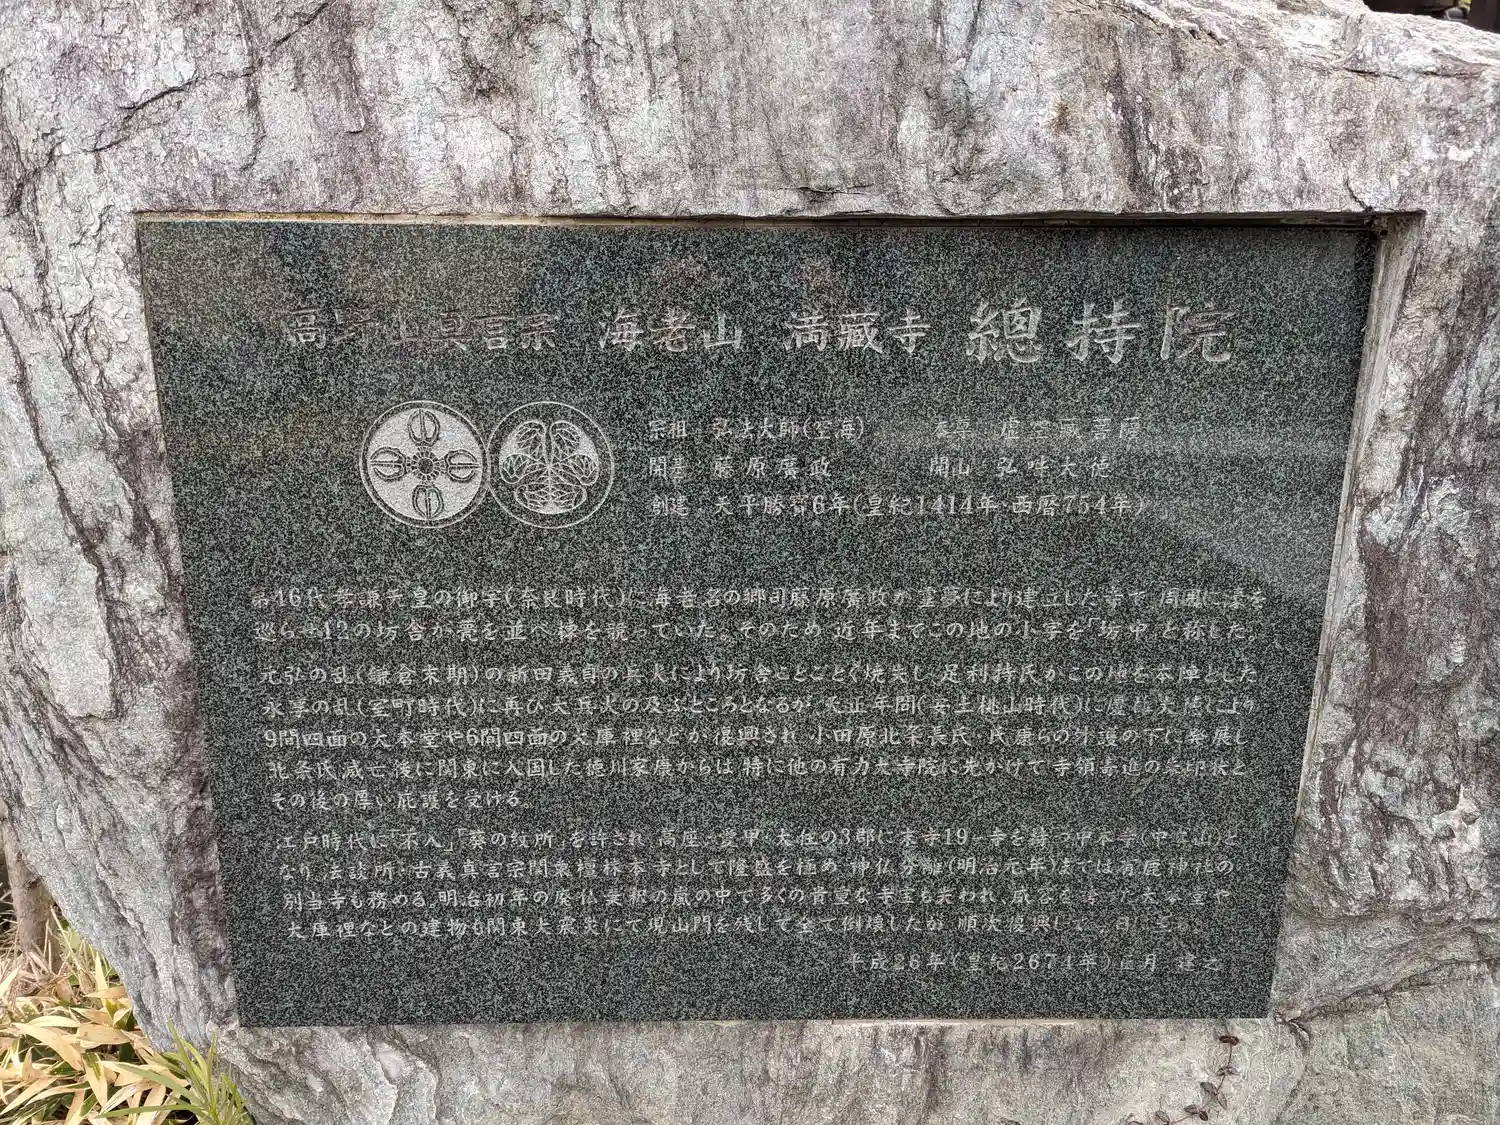 高野山真言宗 海老山 満藏寺 總持院
宗祖：弘法大師(空海) 本尊 虚空蔵菩薩
開基：藤原廣政 開山 弘呼大徳
創建：天平勝宝6年(皇紀1414年・西暦754年)
第46代孝謙天皇の御宇(奈良時代)に海老名の郷司藤原廣政が霊夢により建立した寺で、周囲に濠を
巡らせ12の坊舎が甍を並べ棟を競っていた。そのため近年までこの地の小字を「坊中」と称した。
元弘の乱(鎌倉末期)の新田義貞の兵火により坊舎ことごとく焼失し、足利持氏がこの地を本陣とした
永享の乱(室町時代)に再び大兵火の及ぶところとなるが、天正年間(安土桃山時代)に により
9間四面の大本堂や6間四面の大庫裡などが復興され、小田原北条長氏・氏康らの外護の下に発展し
北条氏滅亡後に関東に入国した徳川家康からは、特に他の有力大寺院に先かけて寺領寄進の朱印状と
その後の厚い庇護を受ける。
江戸時代に「不入」「葵の紋所」を許され、高座・愛甲・大住の3郡に末寺19ヶ寺を持つ中本寺(中本山)と
なり、法談所・古義真言宗関東檀林本寺として隆盛を極め、神仏分離(明治元年)までは有鹿神社の
別当寺も務める。明治初年の廃仏棄釈の嵐の中で多くの貴重な寺宝も失われ、威容を誇った大本堂や
大庫裡などの建物も関東大震災にて現山門を残して全て倒壊したが、順次復興し
平成26年(皇紀2674年)正月 建之